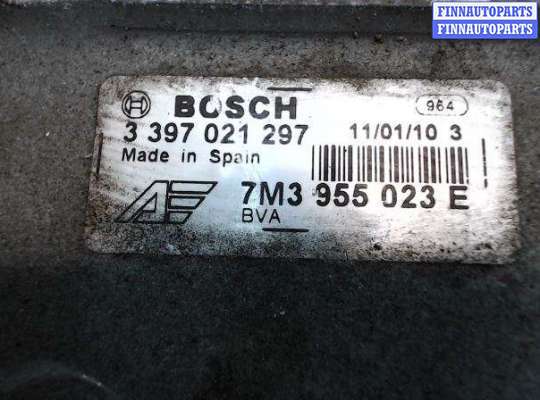 FINNAUTOPARTS
FINNAUTOPARTS
BOSCH
964
3 397 021 297
11/01/10 3
Made in Spain
AE
7M3 955 023 E
BVA